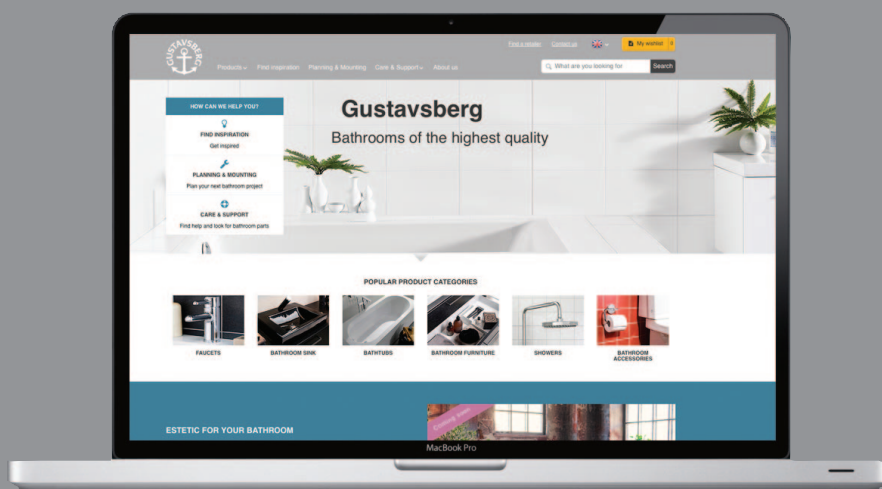 GUSTAVSBERG
Find a retailer Contact us My wishlist
Products Find Inspiration Planning & Mounting Care & Support About us
What are you looking for Search
HOW CAN WE HELP YOU?
FIND INSPIRATION
Get inspired
PLANNING & MOUNTING
Plan your next bathroom project
CARE & SUPPORT
Find help and look for bathroom parts
Gustavsberg
Bathrooms of the highest quality
POPULAR PRODUCT CATEGORIES
FAUCETS BATHROOM SINK BATHTUBS BATHROOM FURNITURE SHOWERS BATHROOM
ACCESSORIES
ESTETIC FOR YOUR BATHROOM
Coming soon
MacBook Pro